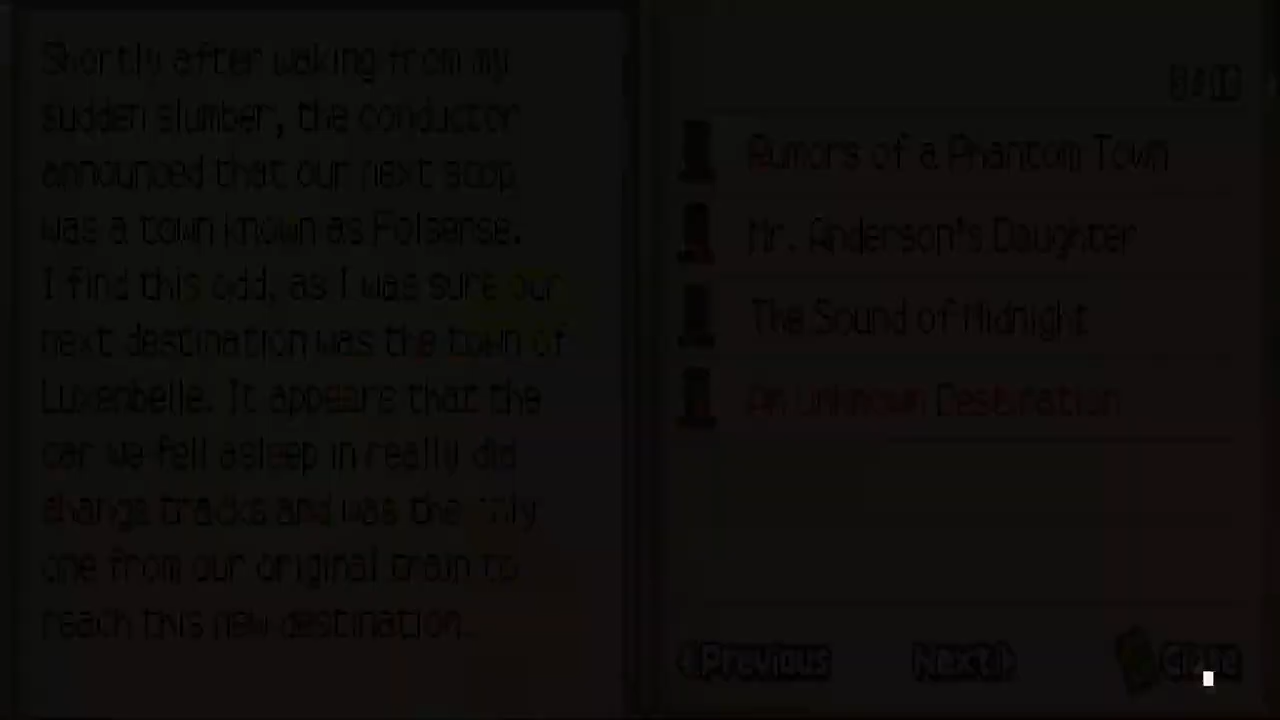 Shortly after waking from my
sudden slumber, the conductor
announced that our next stop
was a town known as Folsense.
I find this odd, as I was sure our
next destination was the town of
Luxenbelle. It appears that the
car we fell asleep in really did
change tracks and was the only
one from our original train to
reach this new destination.
Rumors of a Phantom Town
Mr. Anderson's Daughter
The Sound of Midnight
An Unknown Destination
Previous
Next
Close